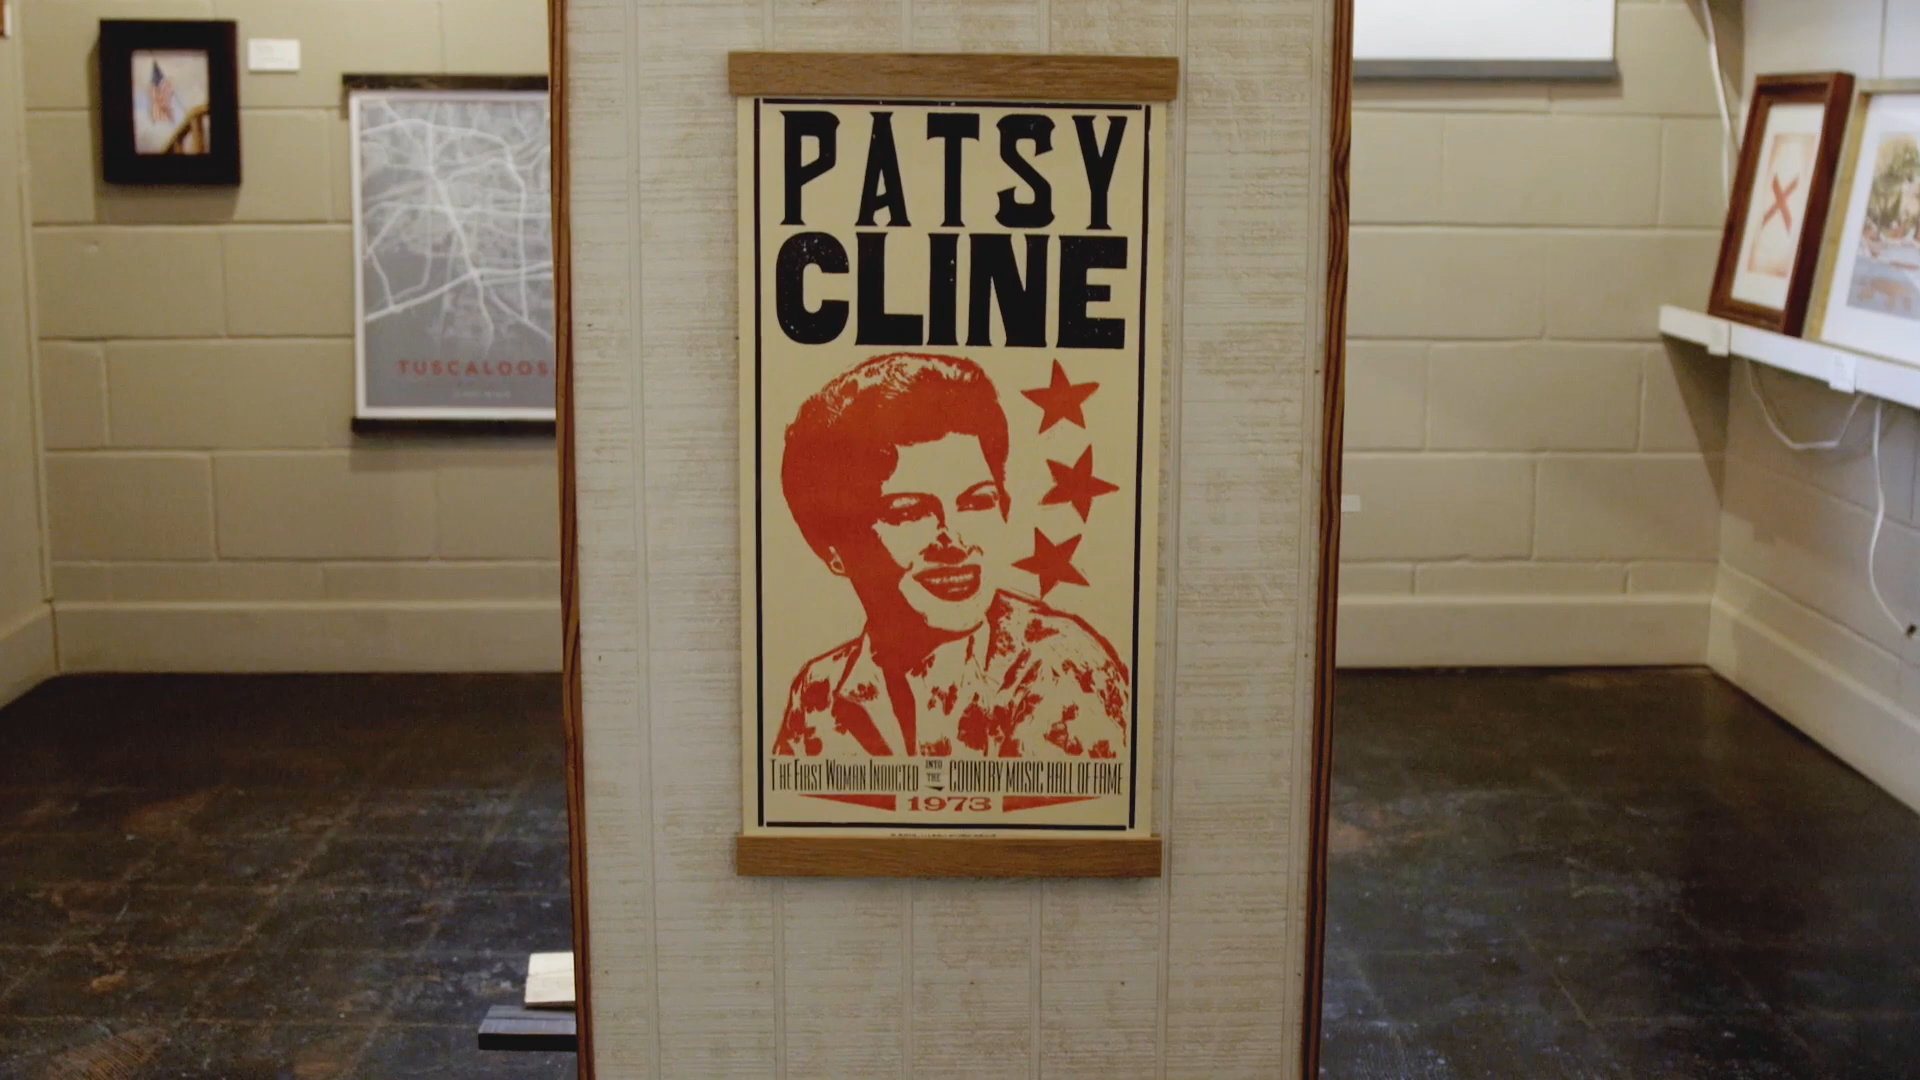 PATSY
CLINE
THE FIRST WOMAN INDUCTED INTO THE COUNTRY MUSIC HALL OF FAME
1973
TUSCALOOS